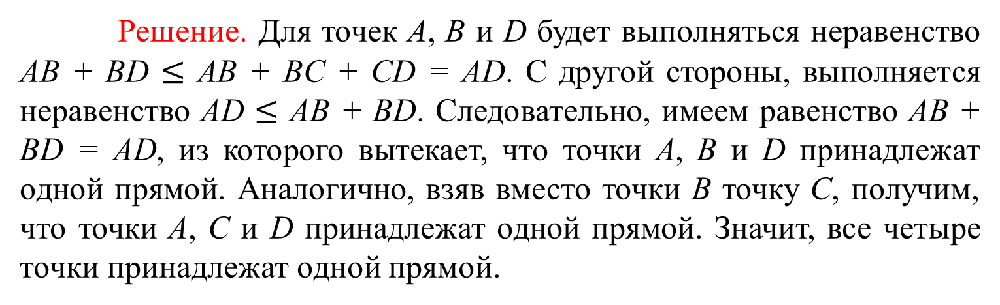 Решение. Для точек A, B и D будет выполняться неравенство
AB + BD ≤ AB + BC + CD = AD. С другой стороны, выполняется
неравенство AD ≤ AB + BD. Следовательно, имеем равенство AB +
BD = AD, из которого вытекает, что точки A, B и D принадлежат
одной прямой. Аналогично, взяв вместо точки B точку C, получим,
что точки A, C и D принадлежат одной прямой. Значит, все четыре
точки принадлежат одной прямой.